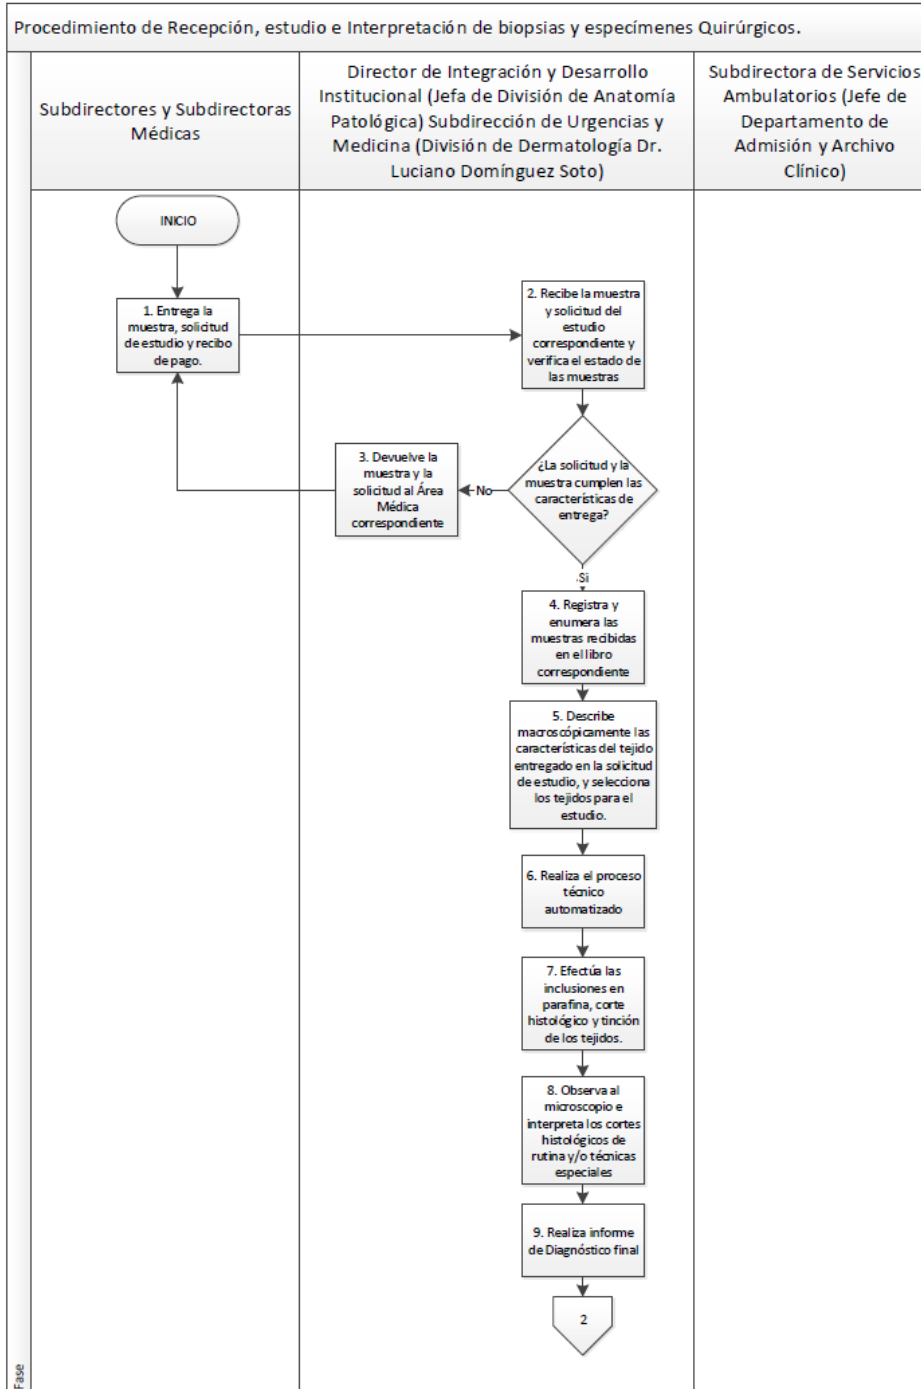 Procedimiento de Recepción, estudio e Interpretación de biopsias y especímenes Quirúrgicos.
Subdirectores y Subdirectoras
Médicas
Director de Integración y Desarrollo
Institucional (Jefa de División de Anatomía
Patológica) Subdirección de Urgencias y
Medicina (División de Dermatología Dr.
Luciano Domínguez Soto)
Subdirectora de Servicios
Ambulatorios (Jefe de
Departamento de
Admisión y Archivo
Clínico)
INICIO
1. Entrega la
muestra, solicitud
de estudio y recibo
de pago.
2. Recibe la muestra
y solicitud del
estudio
correspondiente y
verifica el estado de
las muestras
¿La solicitud y la
muestra cumplen las
características de
entrega?
No
3. Devuelve la
muestra y la
solicitud al Área
Médica
correspondiente
Si
4. Registra y
enumera las
muestras recibidas
en el libro
correspondiente
5. Describe
macroscópicamente las
características del tejido
entregado en la solicitud
de estudio, y selecciona
los tejidos para el
estudio.
6. Realiza el proceso
técnico
automatizado
7. Efectúa las
inclusiones en
parafina, corte
histológico y tinción
de los tejidos.
8. Observa al
microscopio e
interpreta los cortes
histológicos de
rutina y/o técnicas
especiales
9. Realiza informe
de Diagnóstico final
2
Fase